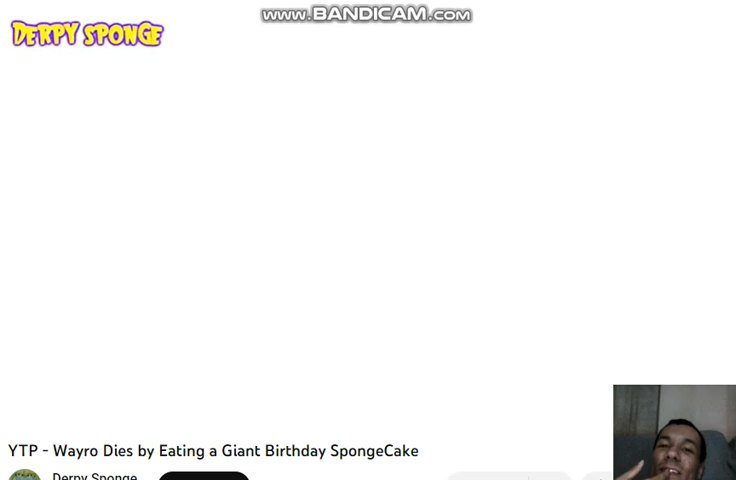 www.BANDICAM.com
DERPY SPONGE
YTP - Wayro Dies by Eating a Giant Birthday SpongeCake
Derpy Sponge